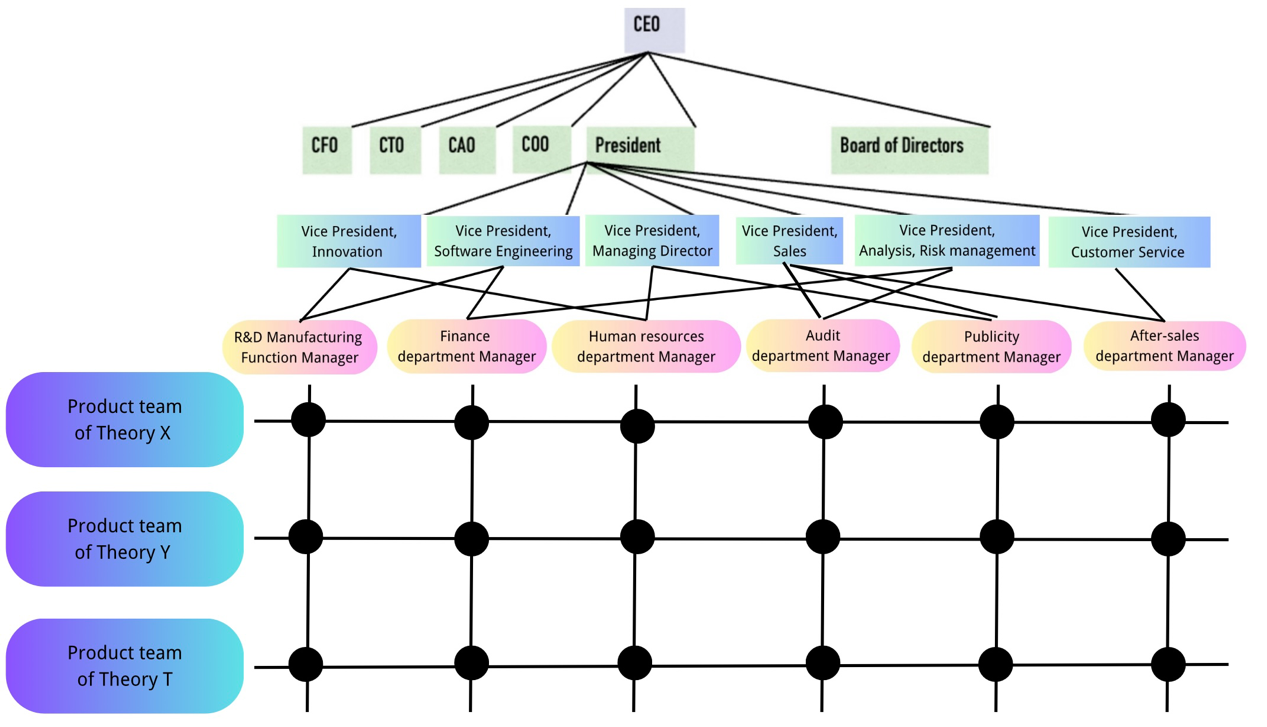 CEO
CFO
CTO
CAO
COO
President
Board of Directors
Vice President,
Innovation
Vice President,
Software Engineering
Vice President,
Managing Director
Vice President,
Sales
Vice President,
Analysis, Risk management
Vice President,
Customer Service
R&D Manufacturing
Function Manager
Finance
department Manager
Human resources
department Manager
Audit
department Manager
Publicity
department Manager
After-sales
department Manager
Product team
of Theory X
Product team
of Theory Y
Product team
of Theory T